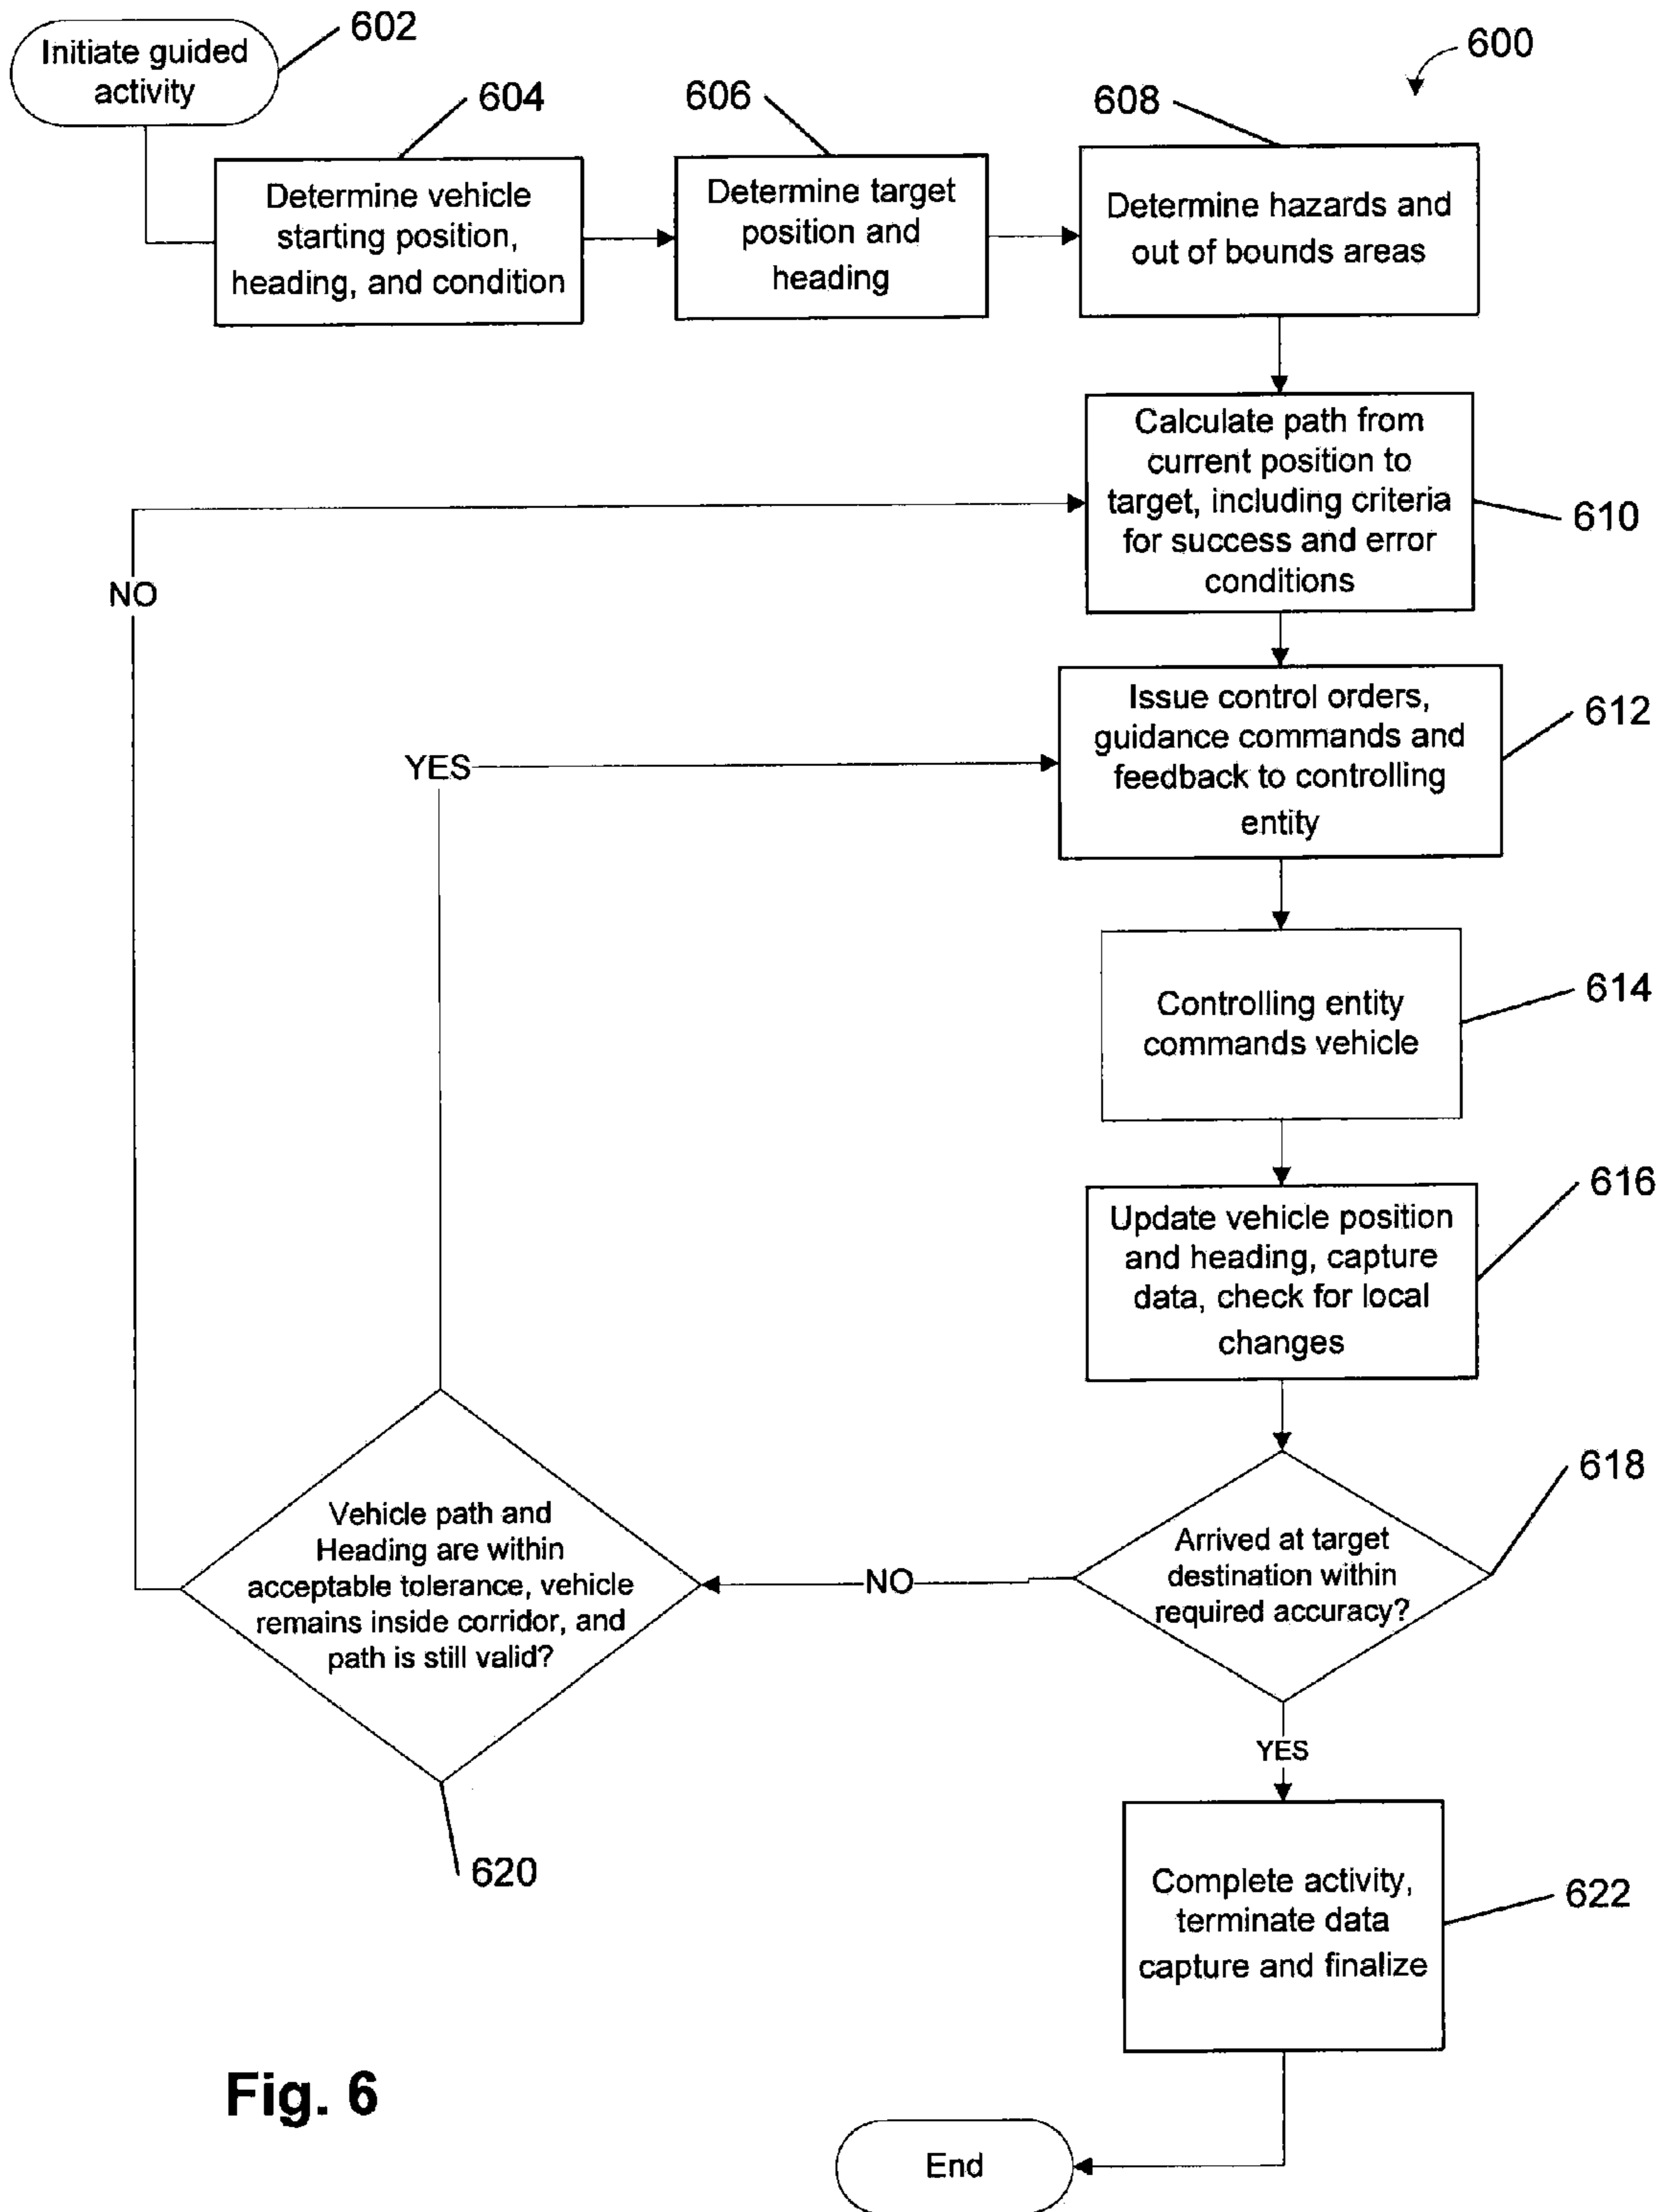 Initiate guided
activity
602
600
604
606
608
Determine vehicle
starting position,
heading, and condition
Determine target
position and
heading
Determine hazards and
out of bounds areas
Calculate path from
current position to
target, including criteria
for success and error
conditions
610
NO
Issue control orders,
guidance commands and
feedback to controlling
entity
612
YES
Controlling entity
commands vehicle
614
Update vehicle position
and heading, capture
data, check for local
changes
616
Arrived at target
destination within
required accuracy?
618
NO
Vehicle path and
Heading are within
acceptable tolerance, vehicle
remains inside corridor, and
path is still valid?
620
YES
Complete activity,
terminate data
capture and finalize
622
Fig. 6
End